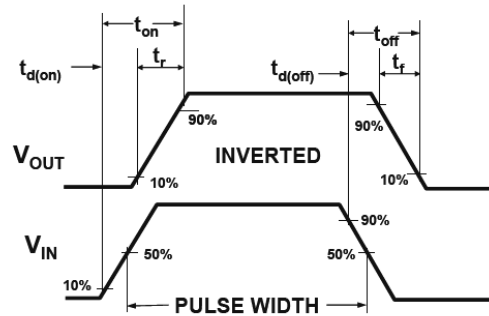 t_on t_off
t_r t_f
t_d(on) t_d(off)
90% 90%
V_OUT INVERTED
10% 10%
90%
V_IN 50% 50%
10%
PULSE WIDTH